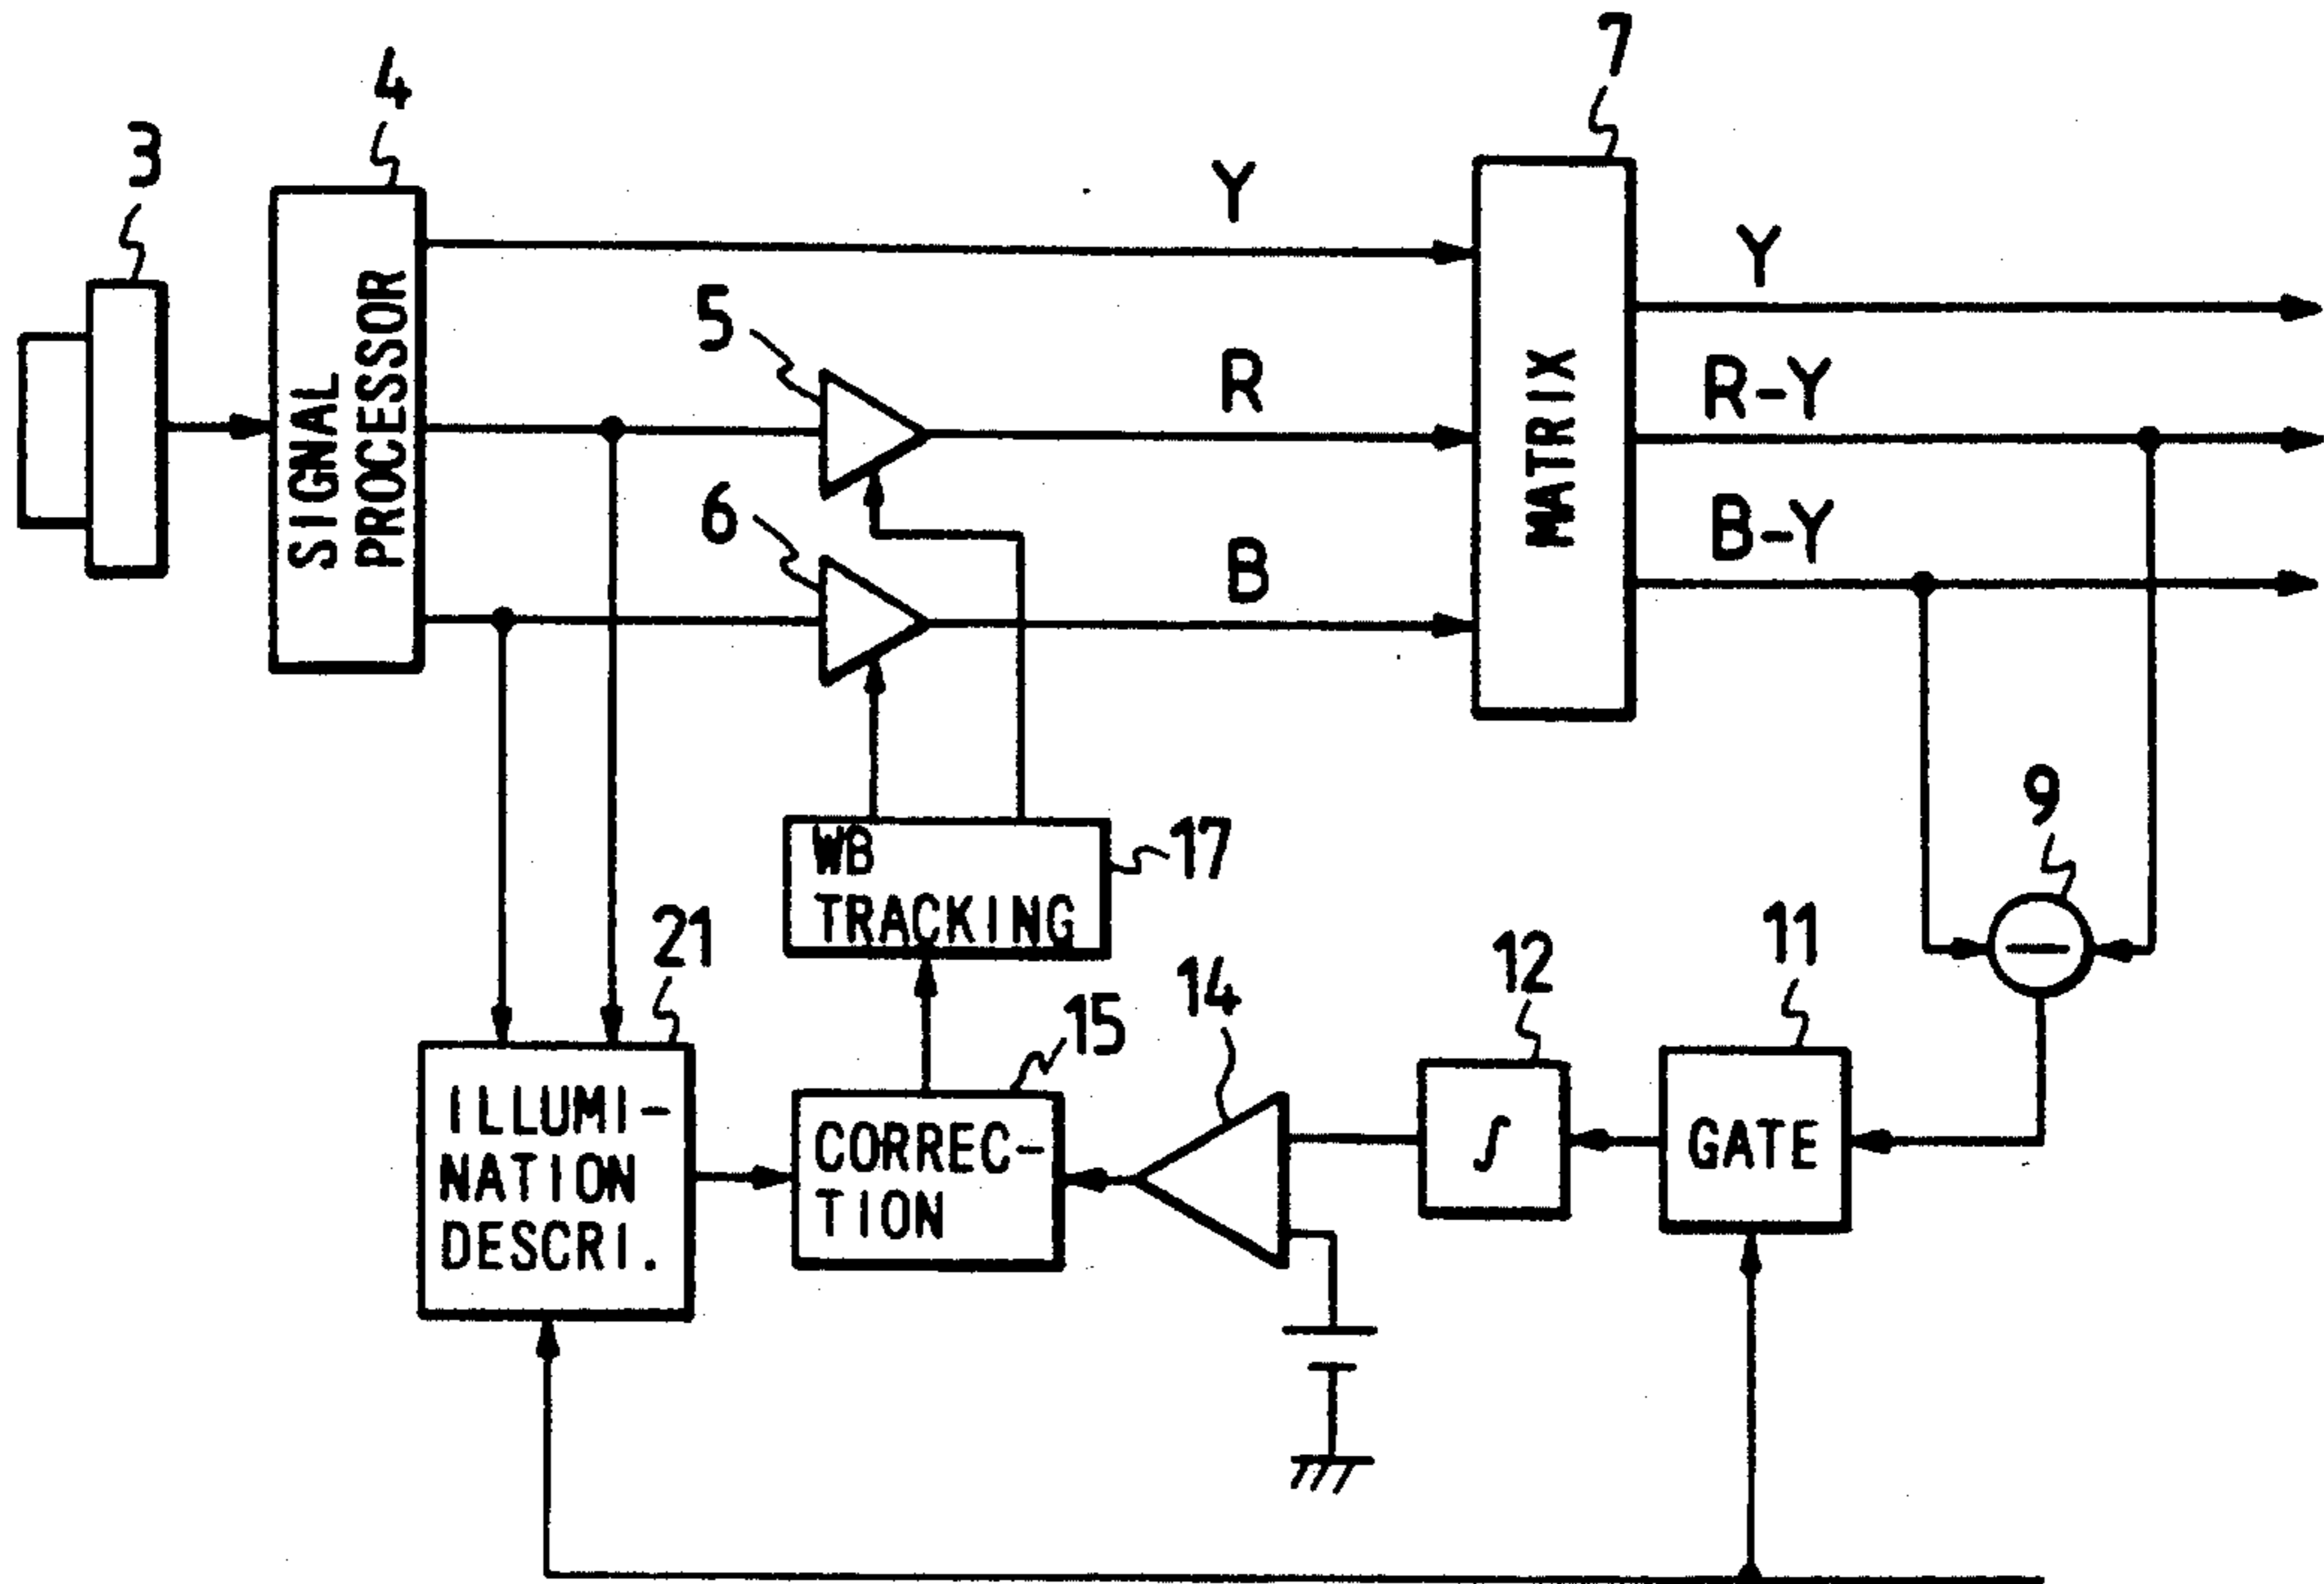 7
4
3
Y
Y
5
R
R-Y
SIGNAL
PROCESSOR
MATRIX
6
B-Y
B
9
WB
TRACKING
17
21
11
12
14
15
ILLUMI-
NATION
DESCRI.
CORREC-
TION
∫
GATE